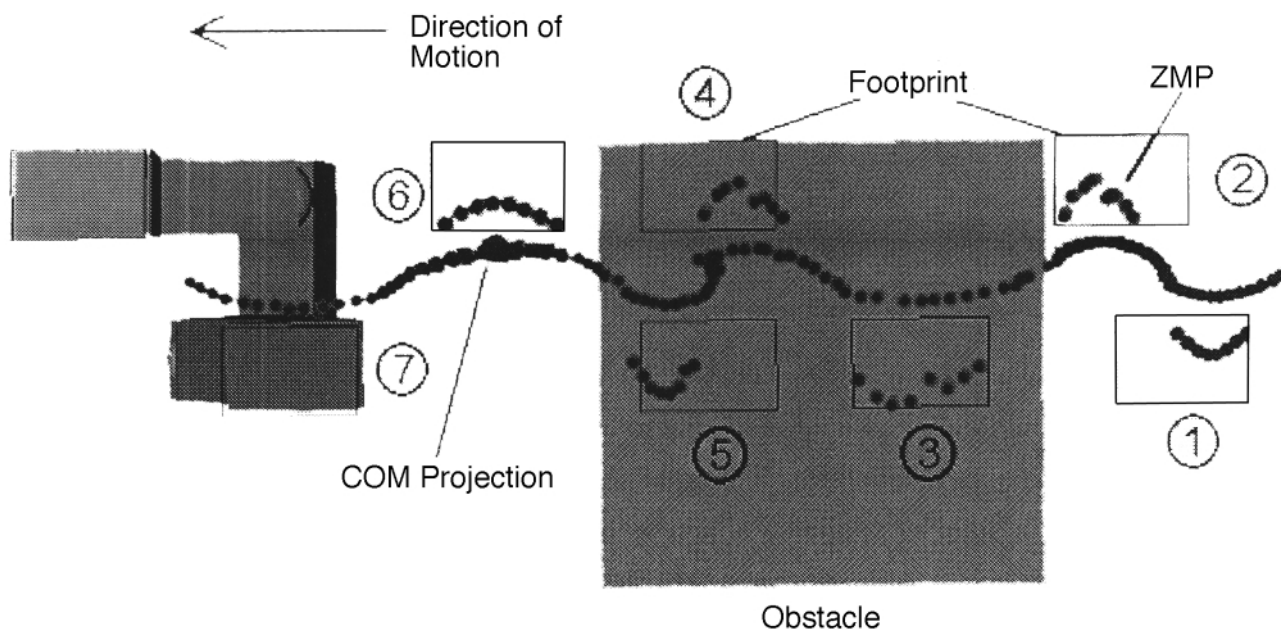 Direction of
Motion
④
Footprint
ZMP
⑥
②
⑦
⑤
③
①
COM Projection
Obstacle